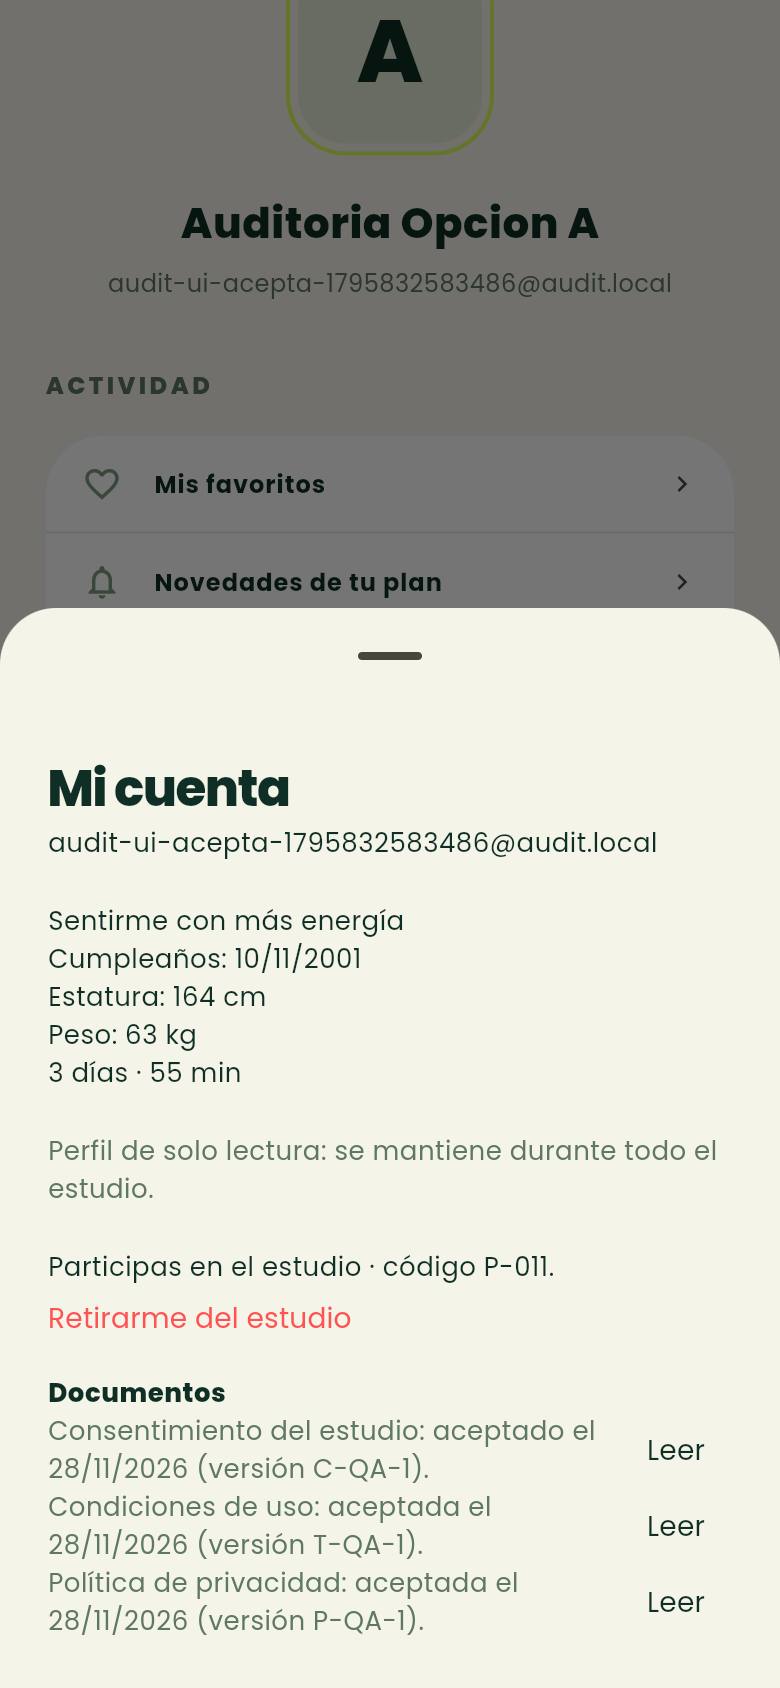 A
Auditoria Opcion A
audit-ui-acepta-1795832583486@audit.local
ACTIVIDAD
Mis favoritos
Novedades de tu plan
Mi cuenta
audit-ui-acepta-1795832583486@audit.local
Sentirme con más energía
Cumpleaños: 10/11/2001
Estatura: 164 cm
Peso: 63 kg
3 días · 55 min
Perfil de solo lectura: se mantiene durante todo el
estudio.
Participas en el estudio · código P-011.
Retirarme del estudio
Documentos
Consentimiento del estudio: aceptado el
28/11/2026 (versión C-QA-1).
Leer
Condiciones de uso: aceptada el
28/11/2026 (versión T-QA-1).
Leer
Política de privacidad: aceptada el
28/11/2026 (versión P-QA-1).
Leer